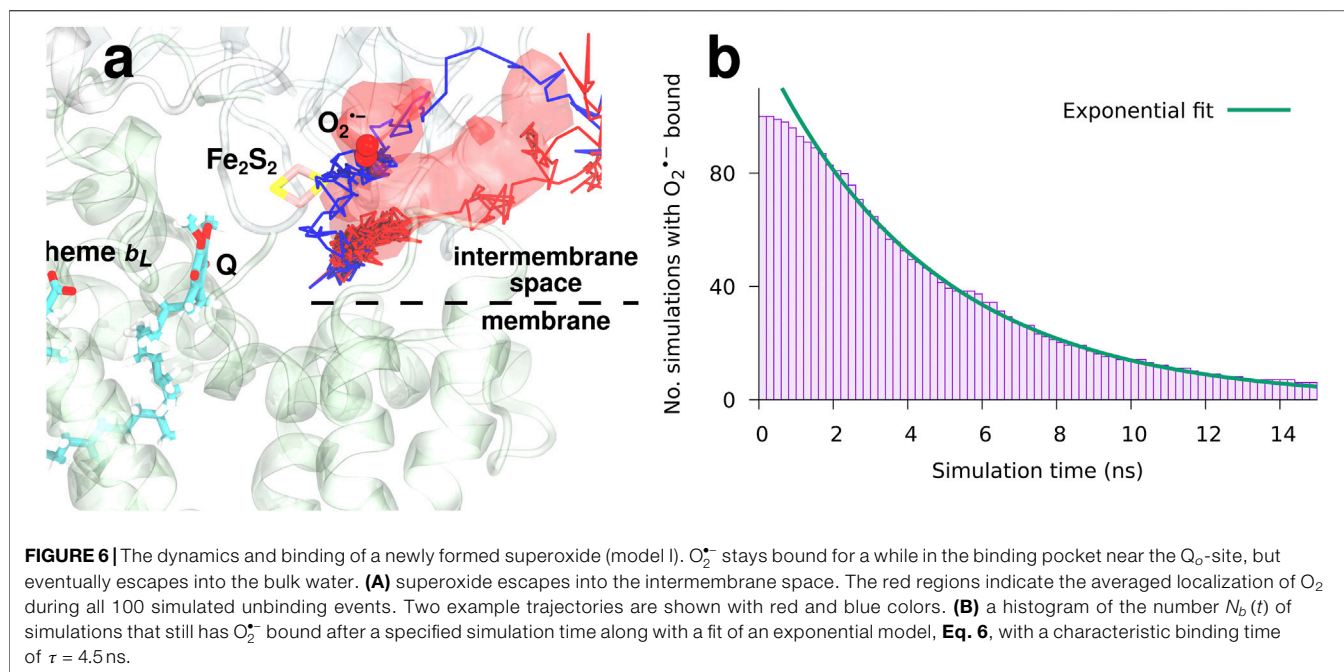 a
O₂•−
Fe₂S₂
heme bL
Q
intermembrane
space
membrane
b
Exponential fit
No. simulations with O₂•− bound
80
40
0
0 2 4 6 8 10 12 14
Simulation time (ns)
FIGURE 6 | The dynamics and binding of a newly formed superoxide (model I). O₂•− stays bound for a while in the binding pocket near the Qₒ-site, but
eventually escapes into the bulk water. (A) superoxide escapes into the intermembrane space. The red regions indicate the averaged localization of O₂
during all 100 simulated unbinding events. Two example trajectories are shown with red and blue colors. (B) a histogram of the number Nb (t) of
simulations that still has O₂•− bound after a specified simulation time along with a fit of an exponential model, Eq. 6, with a characteristic binding time
of τ = 4.5 ns.